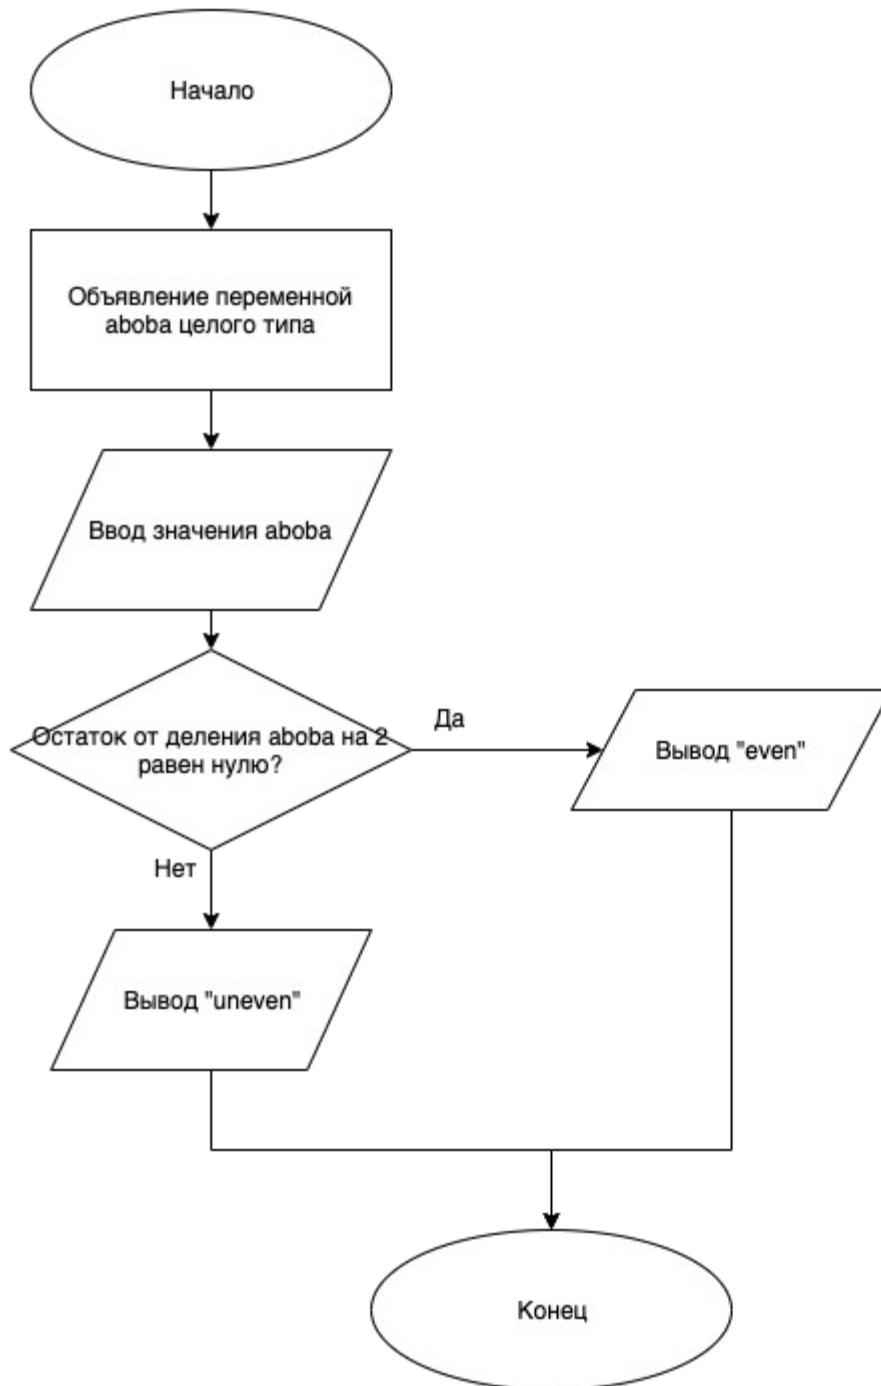 Начало
Объявление переменной
aboba целого типа
Ввод значения aboba
Остаток от деления aboba на 2
равен нулю?
Да
Вывод "even"
Нет
Вывод "uneven"
Конец